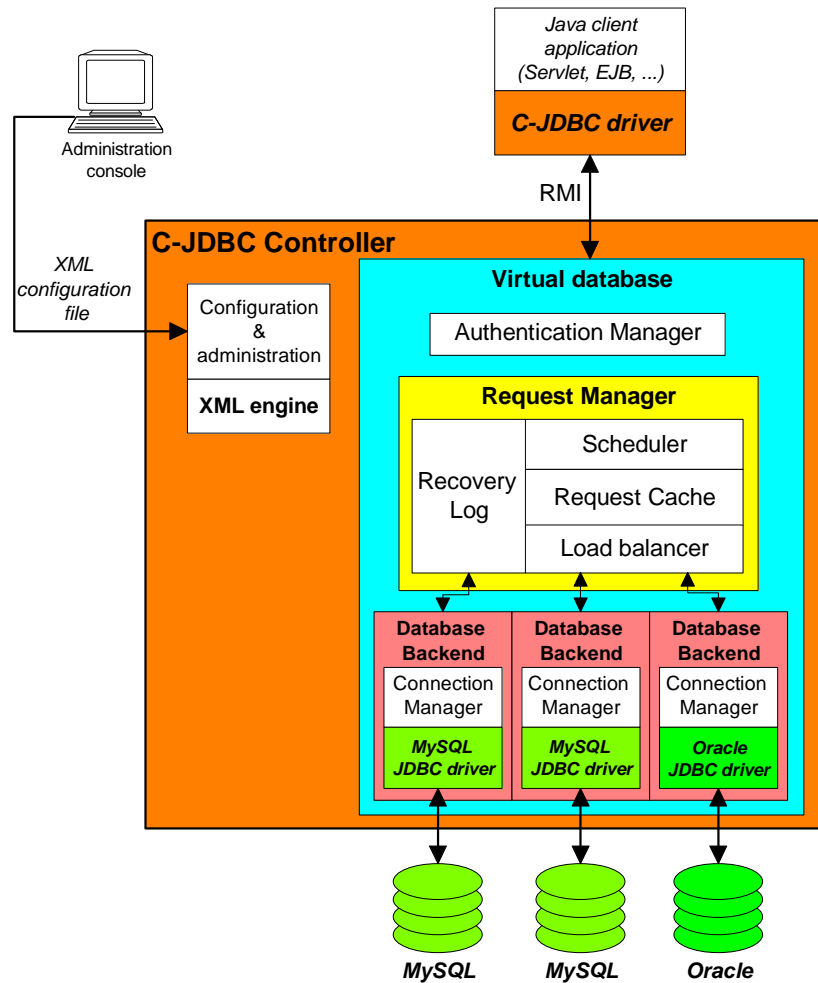 Java client
application
(Servlet, EJB, ...)
C-JDBC driver
Administration
console
RMI
C-JDBC Controller
XML
configuration
file
Configuration
&
administration
XML engine
Virtual database
Authentication Manager
Request Manager
Recovery
Log
Scheduler
Request Cache
Load balancer
Database
Backend
Connection
Manager
MySQL
JDBC driver
Database
Backend
Connection
Manager
MySQL
JDBC driver
Database
Backend
Connection
Manager
Oracle
JDBC driver
MySQL
MySQL
Oracle